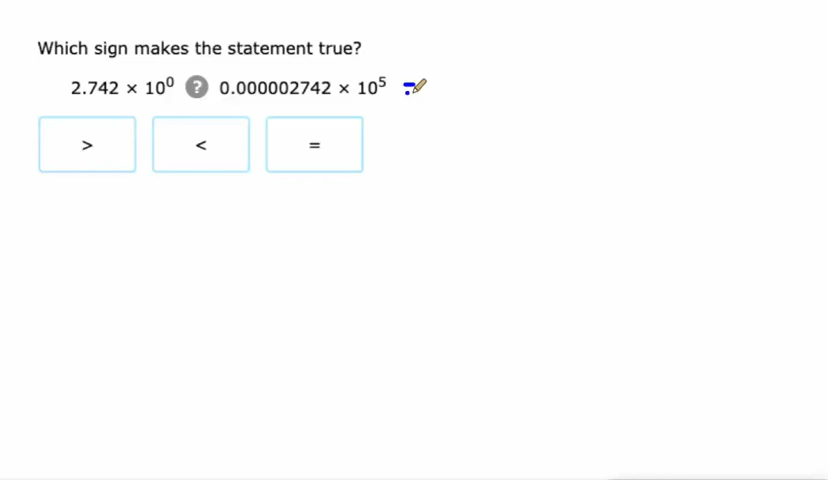 Which sign makes the statement true?
2.742 × 10⁰ ? 0.000002742 × 10⁵
> < =